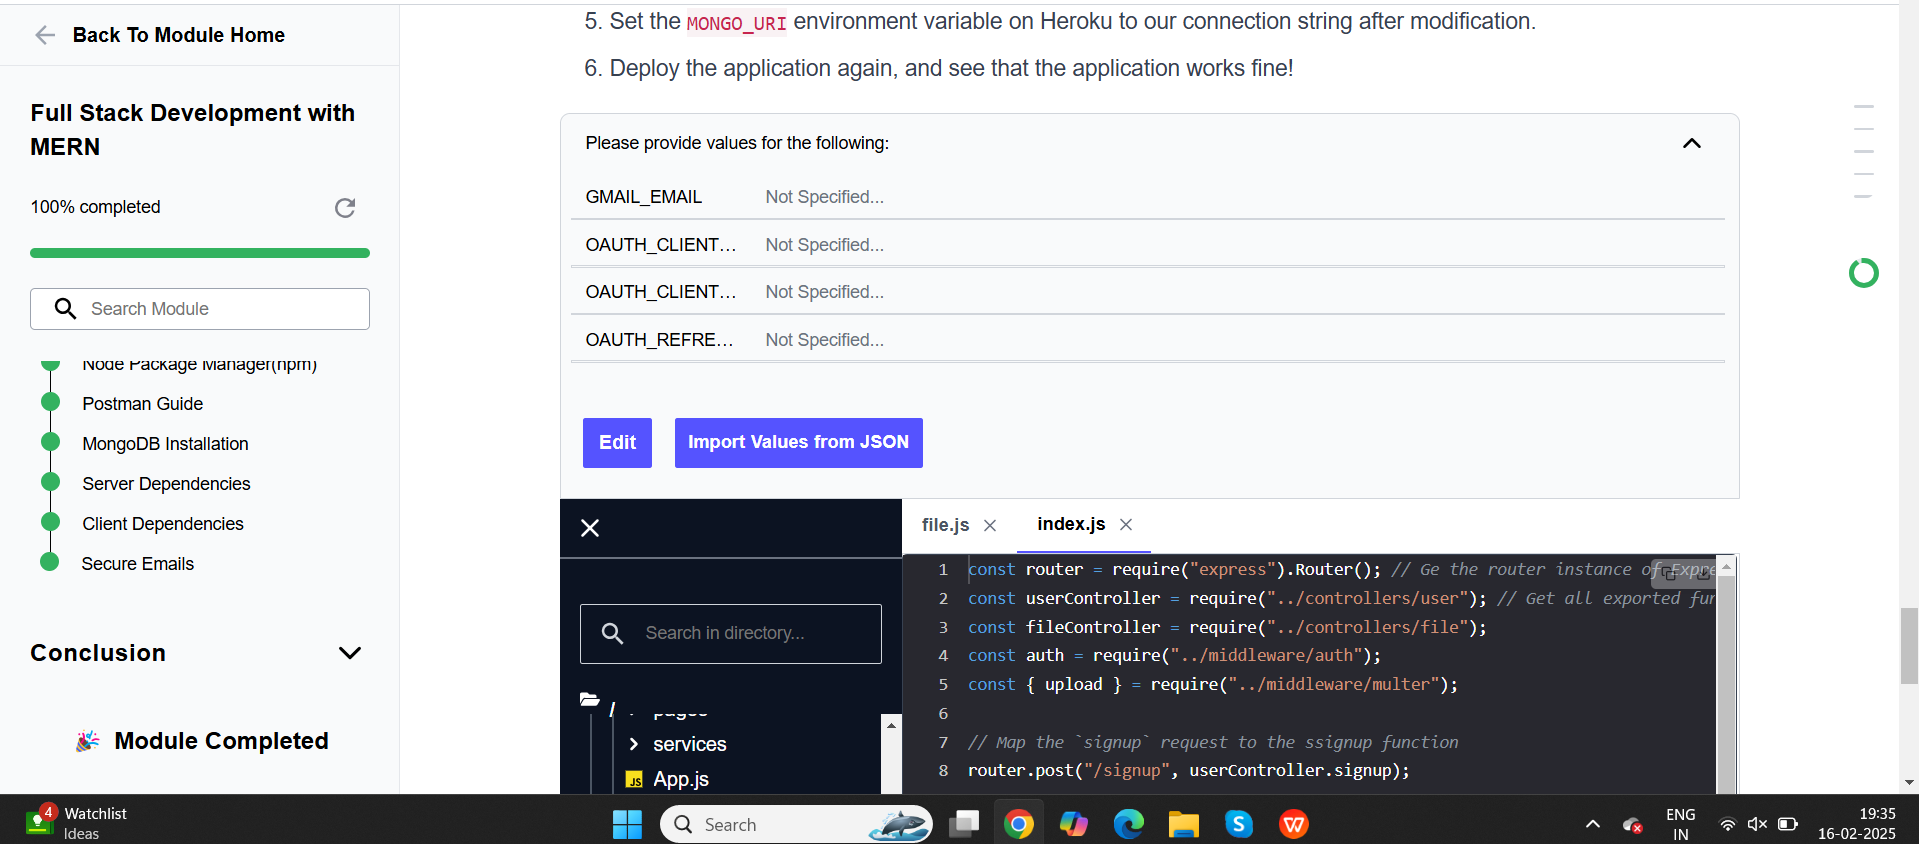 Back To Module Home
Full Stack Development with
MERN
100% completed
Search Module
Node Package Manager(npm)
Postman Guide
MongoDB Installation
Server Dependencies
Client Dependencies
Secure Emails
Conclusion
🎉 Module Completed
5. Set the MONGO_URI environment variable on Heroku to our connection string after modification.
6. Deploy the application again, and see that the application works fine!
Please provide values for the following:
GMAIL_EMAIL Not Specified...
OAUTH_CLIENT... Not Specified...
OAUTH_CLIENT... Not Specified...
OAUTH_REFRE... Not Specified...
Edit Import Values from JSON
Search in directory...
/
pages
services
JS App.js
file.js index.js
1 const router = require("express").Router(); // Ge the router instance of Expre
2 const userController = require("../controllers/user"); // Get all exported fun
3 const fileController = require("../controllers/file");
4 const auth = require("../middleware/auth");
5 const { upload } = require("../middleware/multer");
6
7 // Map the `signup` request to the ssignup function
8 router.post("/signup", userController.signup);
4 Watchlist
Ideas
Search
S
W
ENG
IN
19:35
16-02-2025